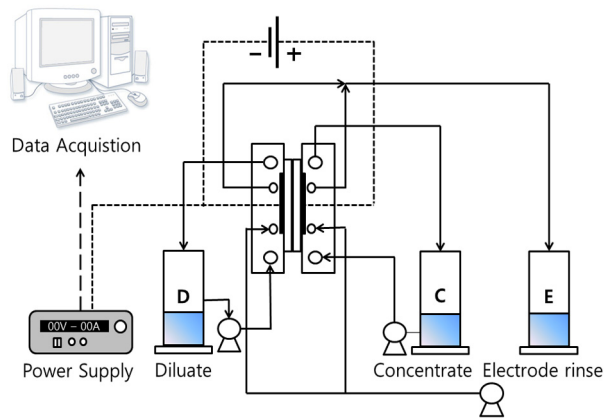 - +
Data Acquistion
D
C
E
00V – 00A
Power Supply
Diluate
Concentrate
Electrode rinse